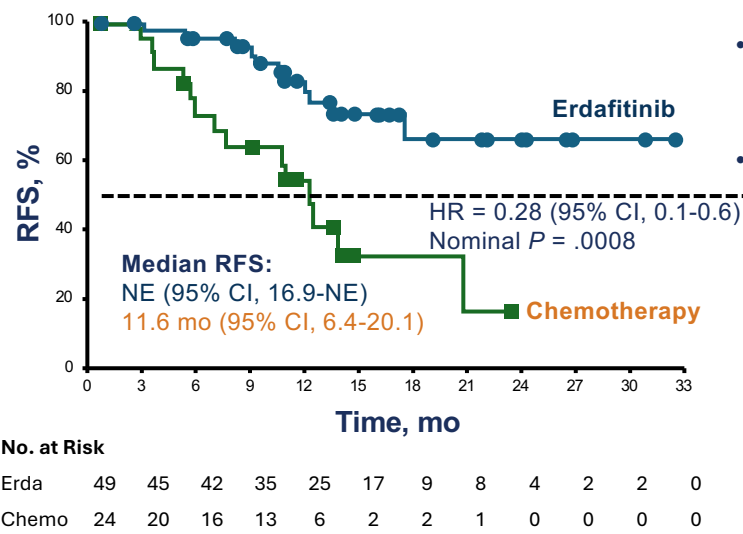 100
80
60
40
20
0
RFS, %
Erdafitinib
HR = 0.28 (95% CI, 0.1-0.6)
Nominal P = .0008
Median RFS:
NE (95% CI, 16.9-NE)
11.6 mo (95% CI, 6.4-20.1)
Chemotherapy
0 3 6 9 12 15 18 21 24 27 30 33
Time, mo
No. at Risk
Erda 49 45 42 35 25 17 9 8 4 2 2 0
Chemo 24 20 16 13 6 2 2 1 0 0 0 0